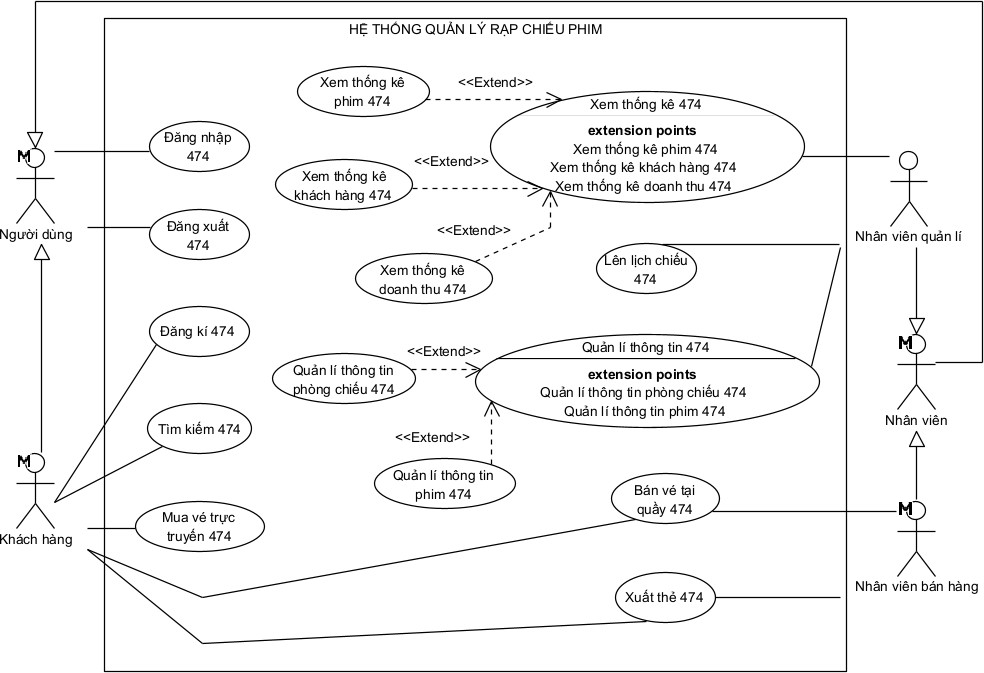 HỆ THỐNG QUẢN LÝ RẠP CHIẾU PHIM
Xem thống kê
phim 474
<<Extend>>
Xem thống kê 474
extension points
Xem thống kê phim 474
Xem thống kê khách hàng 474
Xem thống kê doanh thu 474
Đăng nhập
474
M
Người dùng
Xem thống kê
khách hàng 474
<<Extend>>
Nhân viên quản lí
Đăng xuất
474
<<Extend>>
Xem thống kê
doanh thu 474
Lên lịch chiếu
474
Đăng kí 474
<<Extend>>
Quản lí thông tin
phòng chiếu 474
Quản lí thông tin 474
extension points
Quản lí thông tin phòng chiếu 474
Quản lí thông tin phim 474
M
Nhân viên
Tìm kiếm 474
<<Extend>>
Quản lí thông tin
phim 474
M
Khách hàng
Mua vé trực
truyến 474
Bán vé tại
quầy 474
M
Nhân viên bán hàng
Xuất thẻ 474